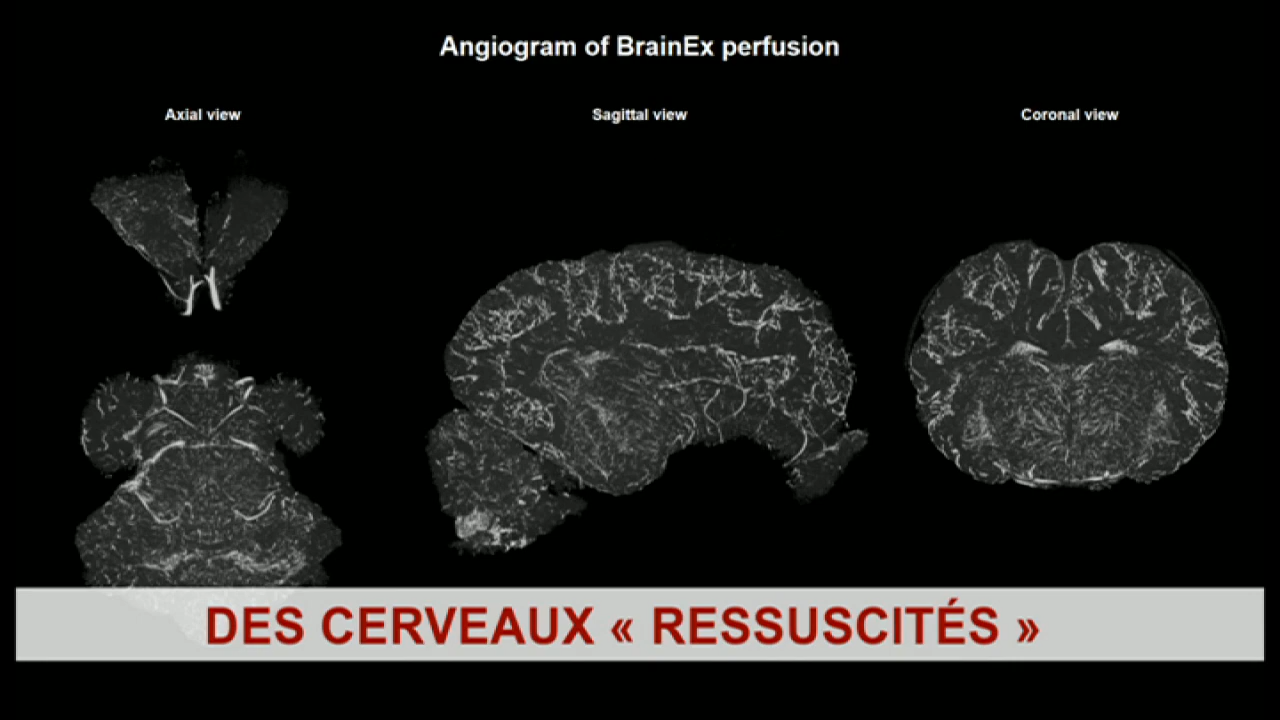 Angiogram of BrainEx perfusion
Axial view
Sagittal view
Coronal view
DES CERVEAUX « RESSUSCITÉS »